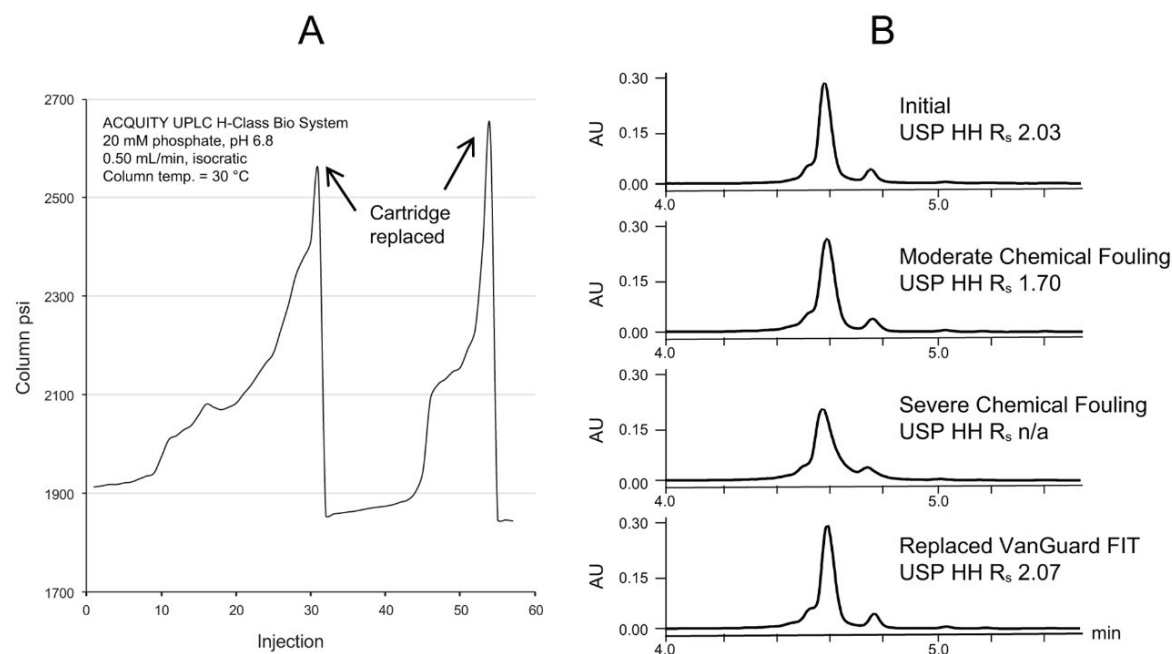 A
Column psi
2700
2500
2300
2100
1900
1700
ACQUITY UPLC H-Class Bio System
20 mM phosphate, pH 6.8
0.50 mL/min, isocratic
Column temp. = 30 °C
Cartridge
replaced
0
10
20
30
40
50
60
Injection
B
AU
0.30
0.15
0.00
4.0
5.0
Initial
USP HH Rs 2.03
AU
0.30
0.15
0.00
4.0
5.0
Moderate Chemical Fouling
USP HH Rs 1.70
AU
0.30
0.15
0.00
4.0
5.0
Severe Chemical Fouling
USP HH Rs n/a
AU
0.30
0.15
0.00
4.0
5.0
min
Replaced VanGuard FIT
USP HH Rs 2.07